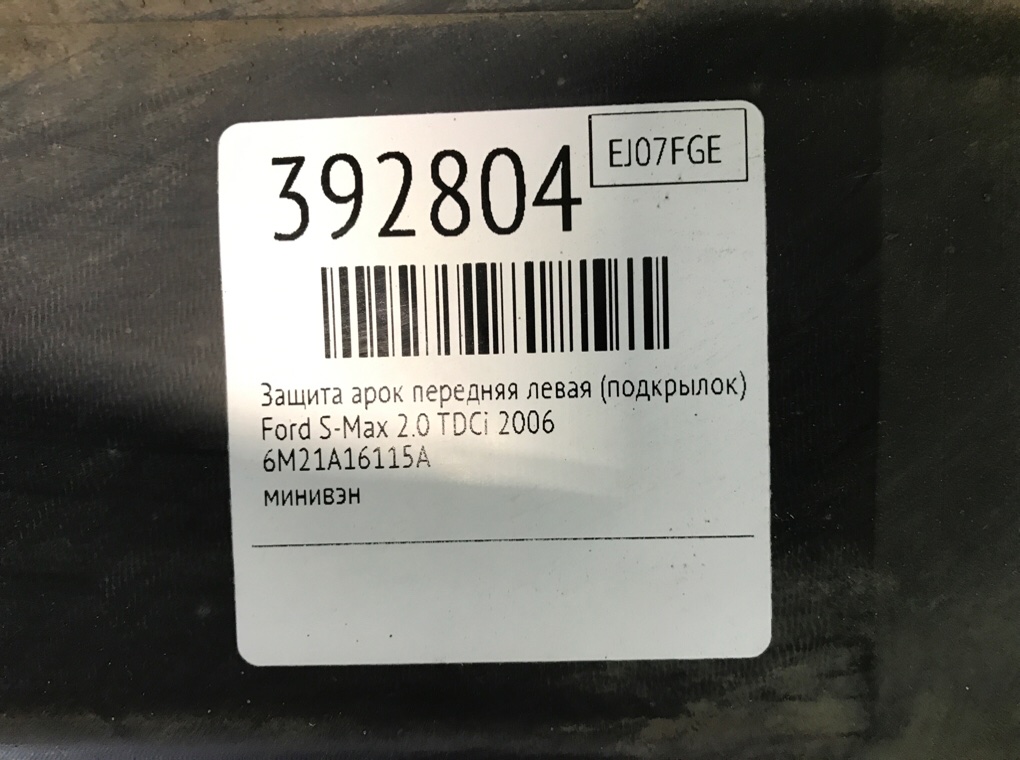 392804
EJ07FGE
Защита арок передняя левая (подкрылок)
Ford S-Max 2.0 TDCi 2006
6M21A16115A
минивэн